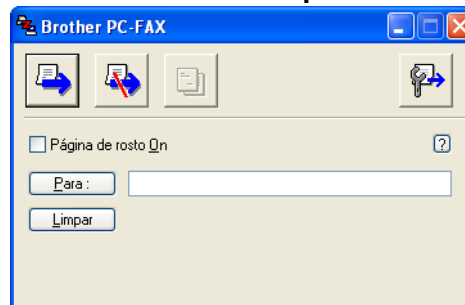 Brother PC-FAX
Página de rosto On
?
Para :
Limpar